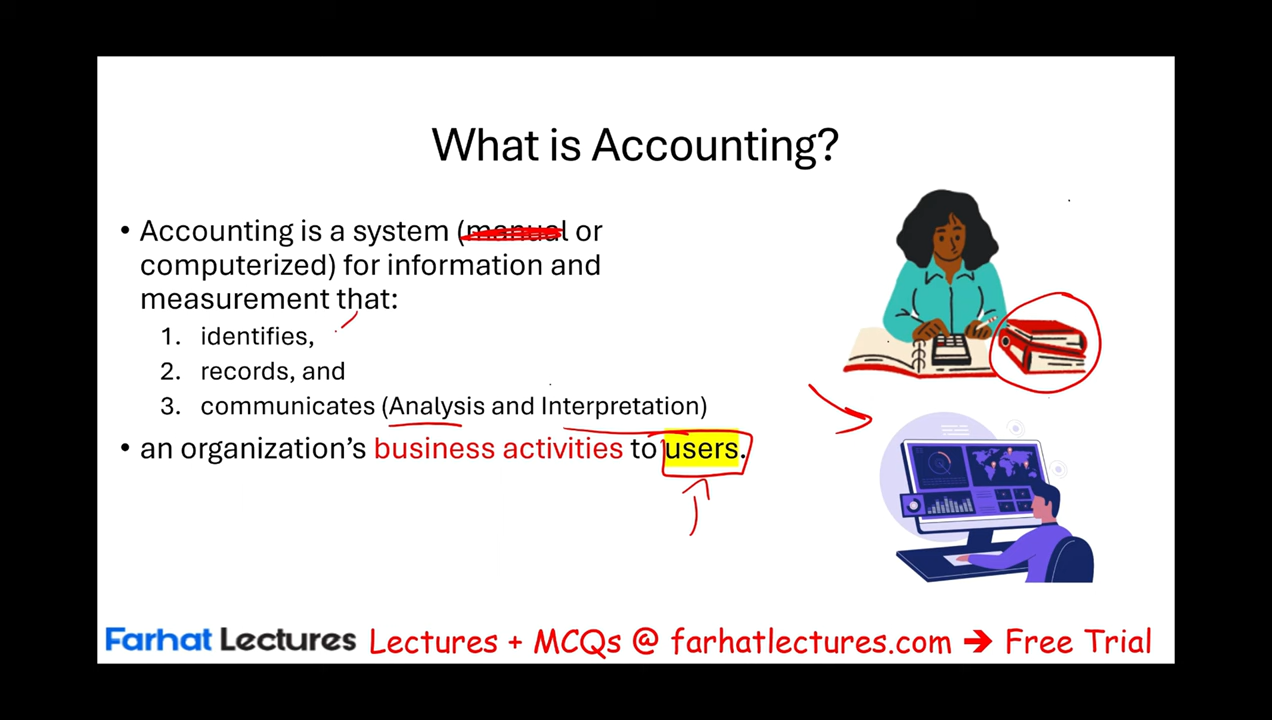 What is Accounting?
• Accounting is a system (manual or
computerized) for information and
measurement that:
1. identifies,
2. records, and
3. communicates (Analysis and Interpretation)
• an organization's business activities to users.
Farhat Lectures Lectures + MCQs @ farhatlectures.com ➔ Free Trial